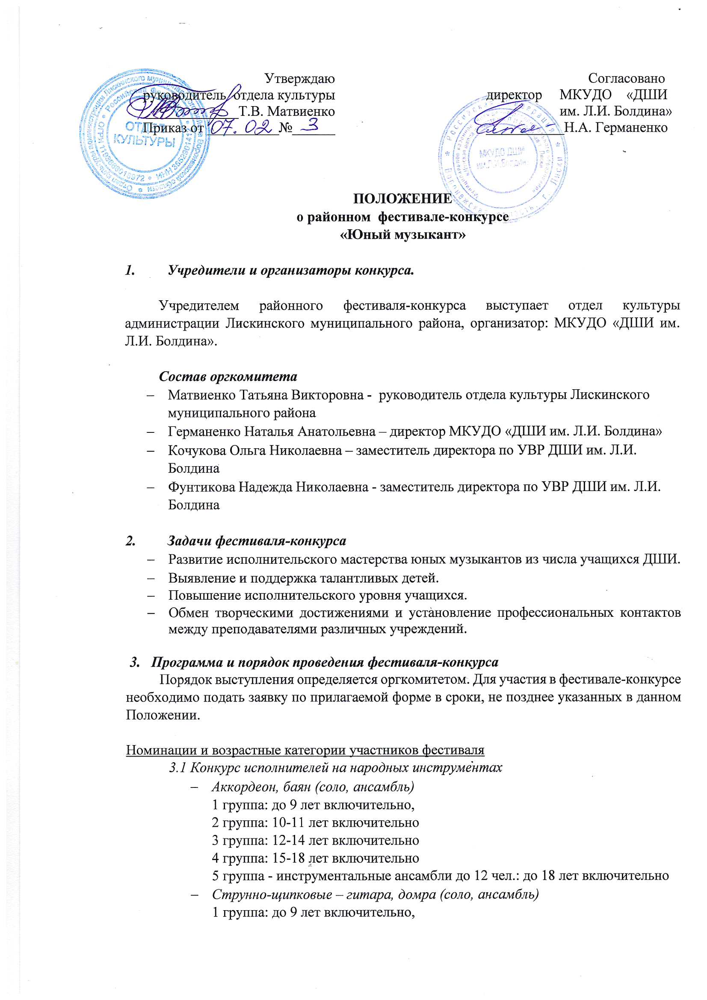 Утверждаю
руководитель отдела культуры
Т.В. Матвиенко
Приказ от 07.02 № 3
Согласовано
директор МКУДО «ДШИ
им. Л.И. Болдина»
Н.А. Германенко
ОТДЕЛ
КУЛЬТУРЫ
МКУДО ДШИ
им.Л.И.Болдина
ПОЛОЖЕНИЕ
о районном фестивале-конкурсе
«Юный музыкант»
1. Учредители и организаторы конкурса.
Учредителем районного фестиваля-конкурса выступает отдел культуры
администрации Лискинского муниципального района, организатор: МКУДО «ДШИ им.
Л.И. Болдина».
Состав оргкомитета
– Матвиенко Татьяна Викторовна - руководитель отдела культуры Лискинского
муниципального района
– Германенко Наталья Анатольевна – директор МКУДО «ДШИ им. Л.И. Болдина»
– Кочукова Ольга Николаевна – заместитель директора по УВР ДШИ им. Л.И.
Болдина
– Фунтикова Надежда Николаевна - заместитель директора по УВР ДШИ им. Л.И.
Болдина
2. Задачи фестиваля-конкурса
– Развитие исполнительского мастерства юных музыкантов из числа учащихся ДШИ.
– Выявление и поддержка талантливых детей.
– Повышение исполнительского уровня учащихся.
– Обмен творческими достижениями и установление профессиональных контактов
между преподавателями различных учреждений.
3. Программа и порядок проведения фестиваля-конкурса
Порядок выступления определяется оргкомитетом. Для участия в фестивале-конкурсе
необходимо подать заявку по прилагаемой форме в сроки, не позднее указанных в данном
Положении.
Номинации и возрастные категории участников фестиваля
3.1 Конкурс исполнителей на народных инструментах
– Аккордеон, баян (соло, ансамбль)
1 группа: до 9 лет включительно,
2 группа: 10-11 лет включительно
3 группа: 12-14 лет включительно
4 группа: 15-18 лет включительно
5 группа - инструментальные ансамбли до 12 чел.: до 18 лет включительно
– Струнно-щипковые – гитара, домра (соло, ансамбль)
1 группа: до 9 лет включительно,